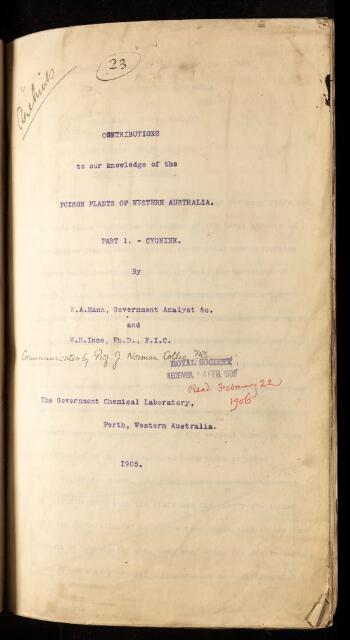 23
Archives
CONTRIBUTIONS
to our knowledge of the
POISON PLANTS OF WESTERN AUSTRALIA.
PART 1. - CYGNINE.
By
E.A.Mann, Government Analyst &c.
and
W.H.Ince, Ph.D., F.I.C.
Communicated by Prof. J. Norman Collie, FRS
ROYAL SOCIETY
RECEIVED, 14 FEB. 1906
Read February 22
1906
The Government Chemical Laboratory,
Perth, Western Australia.
1905.